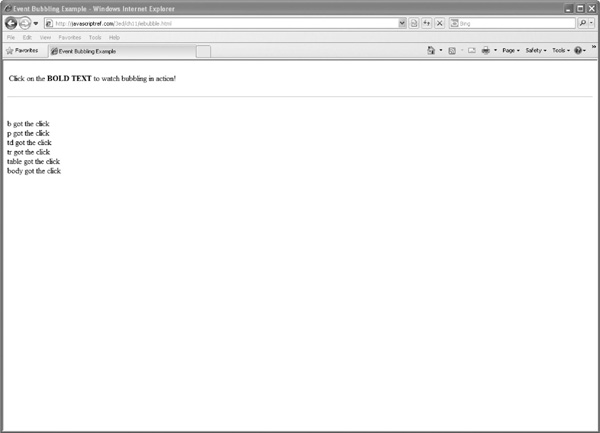 Event Bubbling Example - Windows Internet Explorer
http://javascriptref.com/3ed/ch11/ebubble.html
Bing
File Edit View Favorites Tools Help
Favorites Event Bubbling Example Page Safety Tools
Click on the BOLD TEXT to watch bubbling in action!
b got the click
p got the click
td got the click
tr got the click
table got the click
body got the click